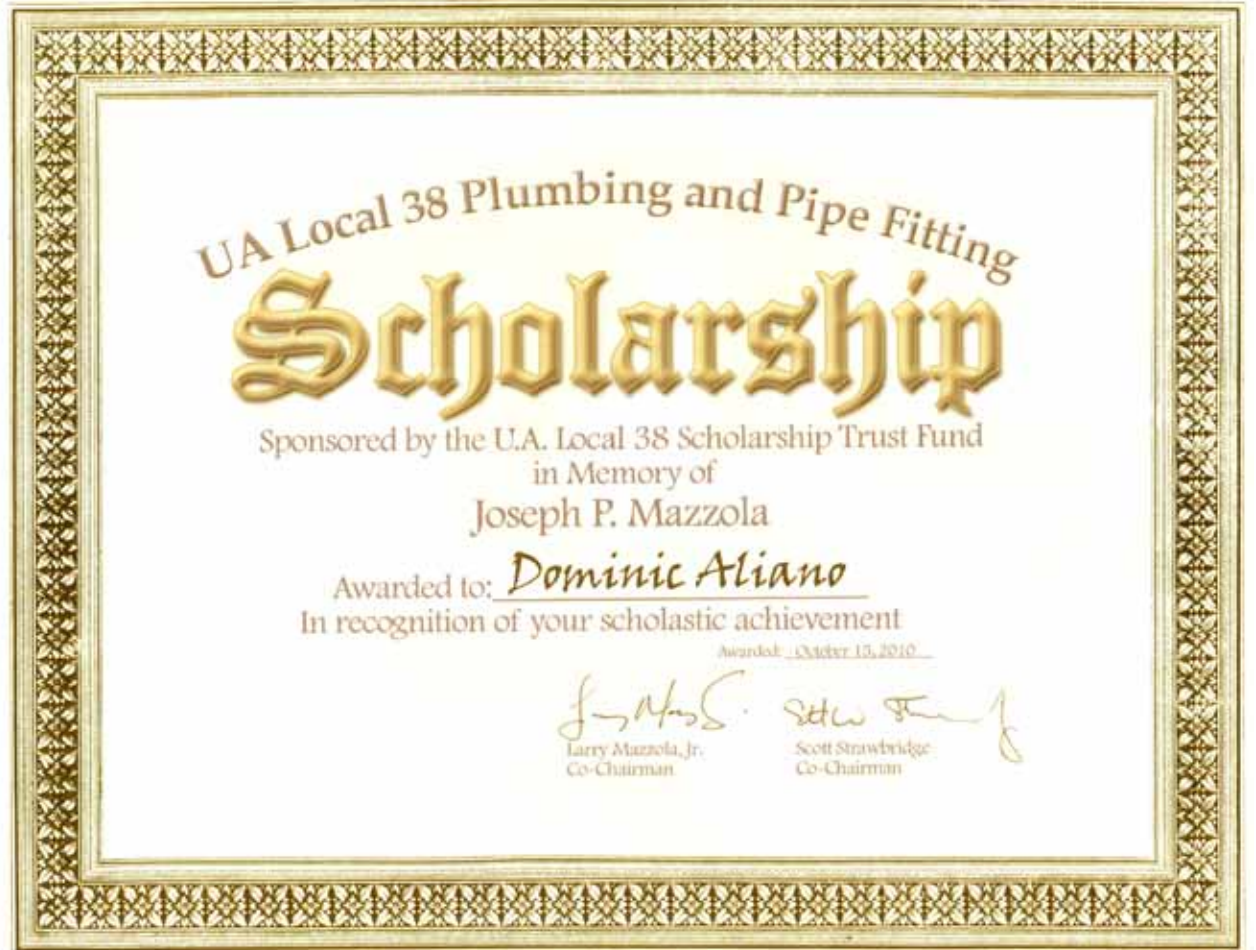 UA Local 38 Plumbing and Pipe Fitting
Scholarship
Sponsored by the U.A. Local 38 Scholarship Trust Fund
in Memory of
Joseph P. Mazzola
Awarded to: Dominic Aliano
In recognition of your scholastic achievement
Awarded: October 15, 2010
Larry Mazzola, Jr.
Co-Chairman
Scott Strawbridge
Co-Chairman